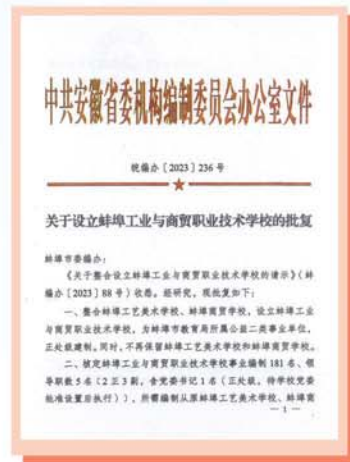 中共安徽省委机构编制委员会办公室文件
皖编办〔2023〕236号
关于设立蚌埠工业与商贸职业技术学校的批复
蚌埠市委编办：
《关于整合设立蚌埠工业与商贸职业技术学校的请示》（蚌
编办〔2023〕88号）收悉。经研究，现批复如下：
一、整合蚌埠工艺美术学校、蚌埠商贸学校，设立蚌埠工业
与商贸职业技术学校，为蚌埠市教育局所属公益二类事业单位，
正处级建制。同时，不再保留蚌埠工艺美术学校和蚌埠商贸学校。
二、核定蚌埠工业与商贸职业技术学校事业编制181名、领
导职数5名（2正3副，含党委书记1名（正处级，待学校党委
批准设置后执行）），所需编制从原蚌埠工艺美术学校、蚌埠商
— 1 —